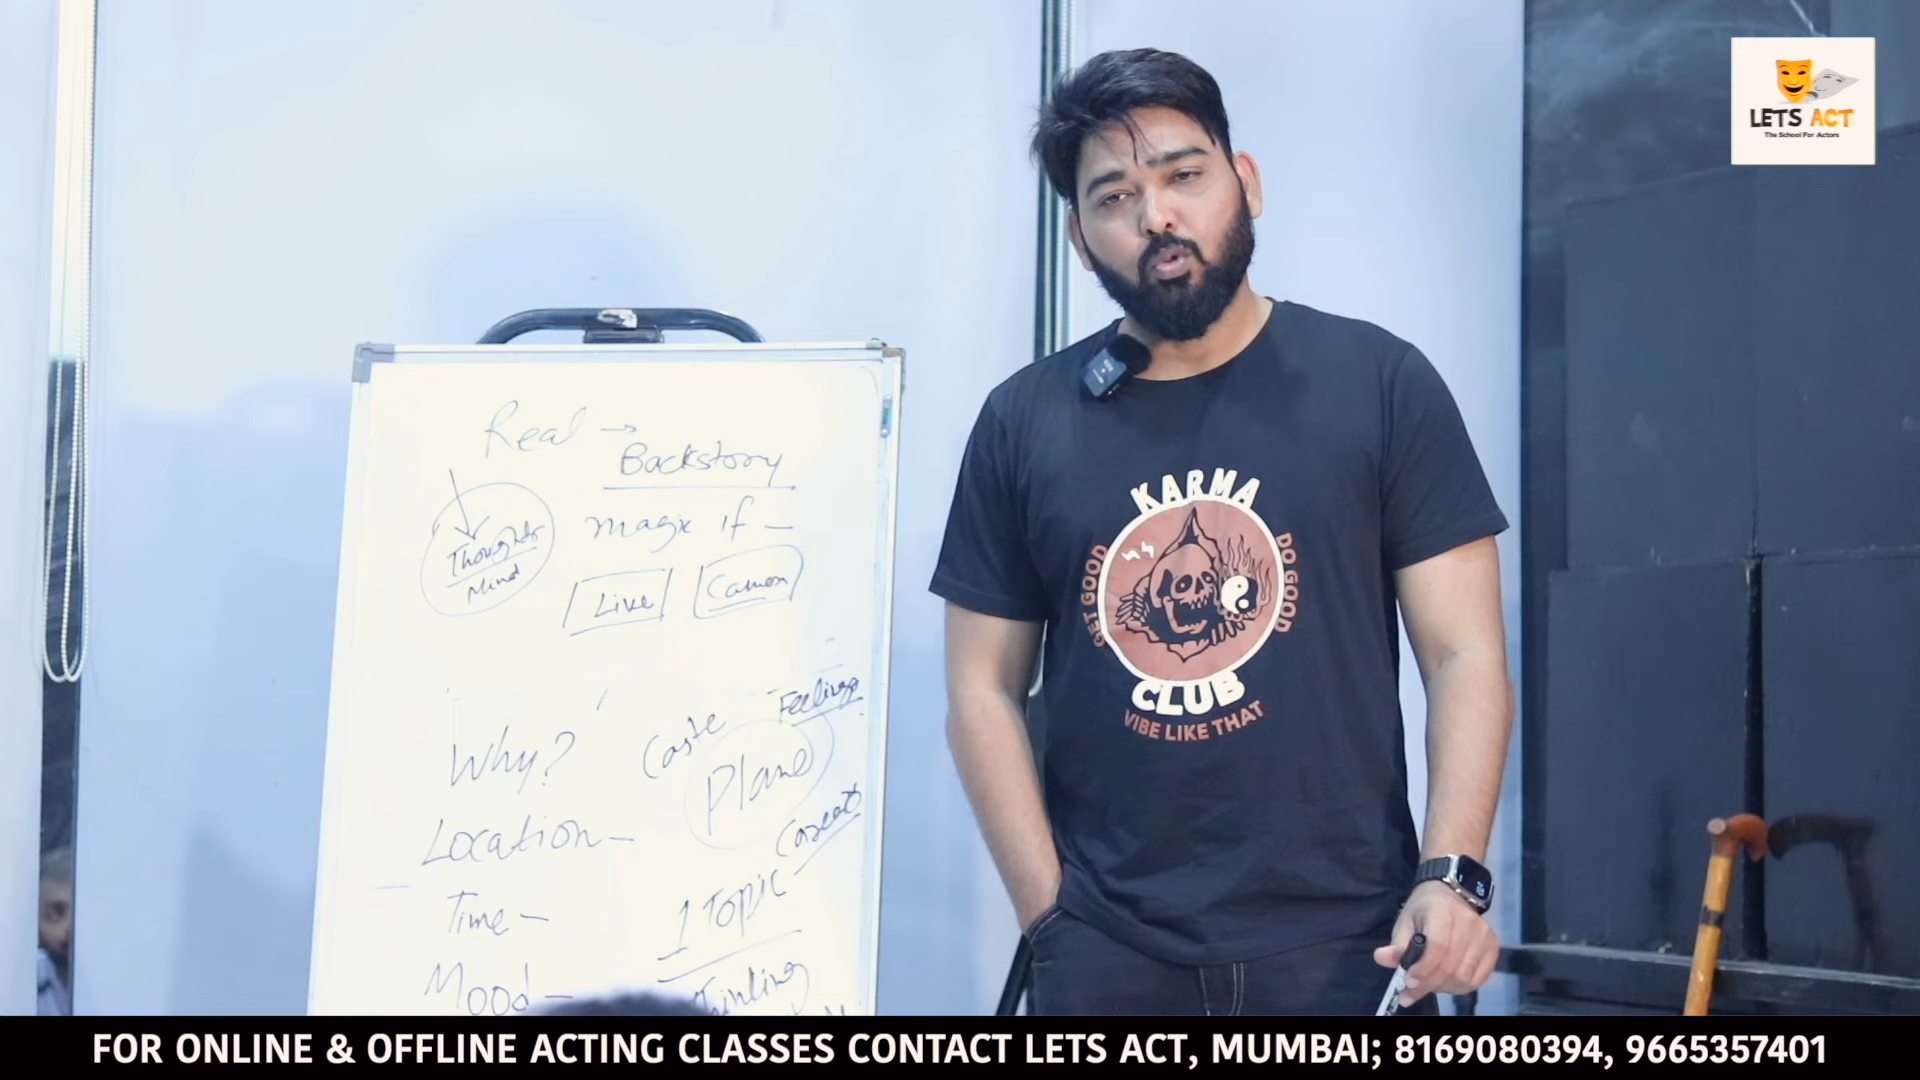 LETS ACT
The School For Actors
Real →
Backstory
Thoughts
Mind
magic if –
Live
Camera
Why?
Caste
Feelings
Plane
Location –
Career
Time –
1 Topic
Mood –
Thinking
KARMA
GET GOOD
DO GOOD
CLUB
VIBE LIKE THAT
FOR ONLINE & OFFLINE ACTING CLASSES CONTACT LETS ACT, MUMBAI; 8169080394, 9665357401